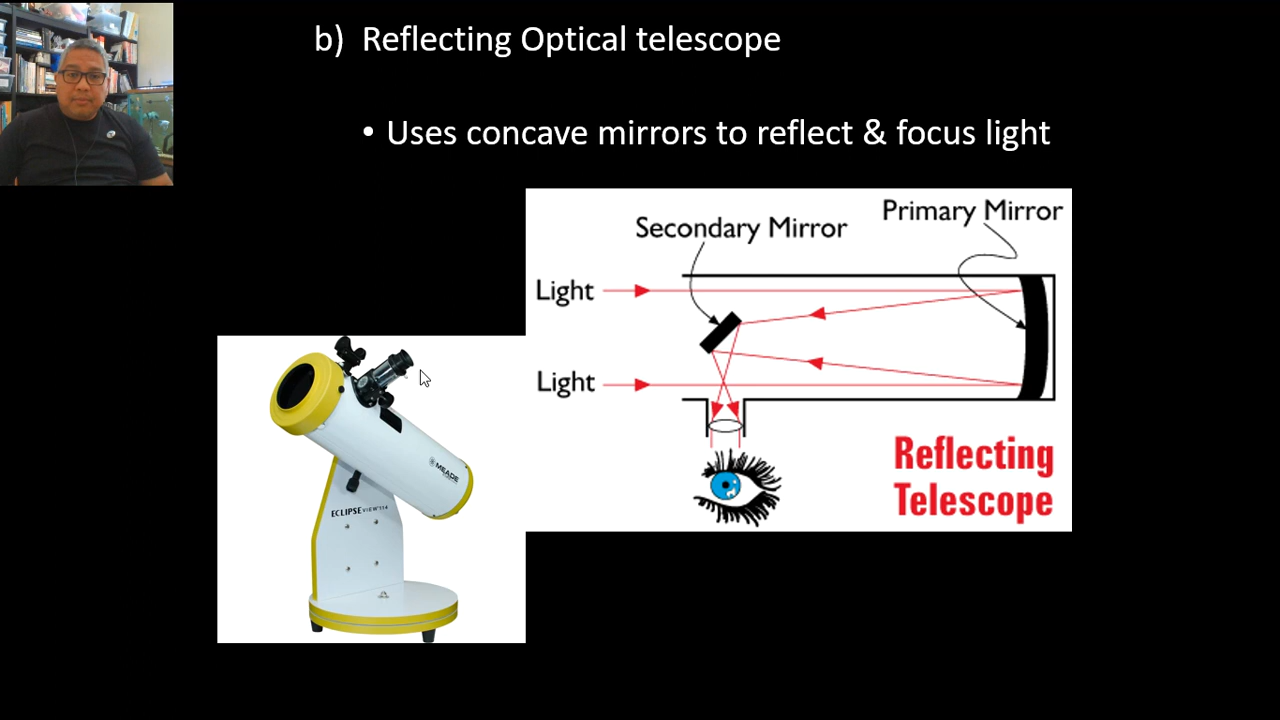 b) Reflecting Optical telescope
• Uses concave mirrors to reflect & focus light
Primary Mirror
Secondary Mirror
Light
Light
Reflecting
Telescope
MEADE
ECLIPSEVIEW 114